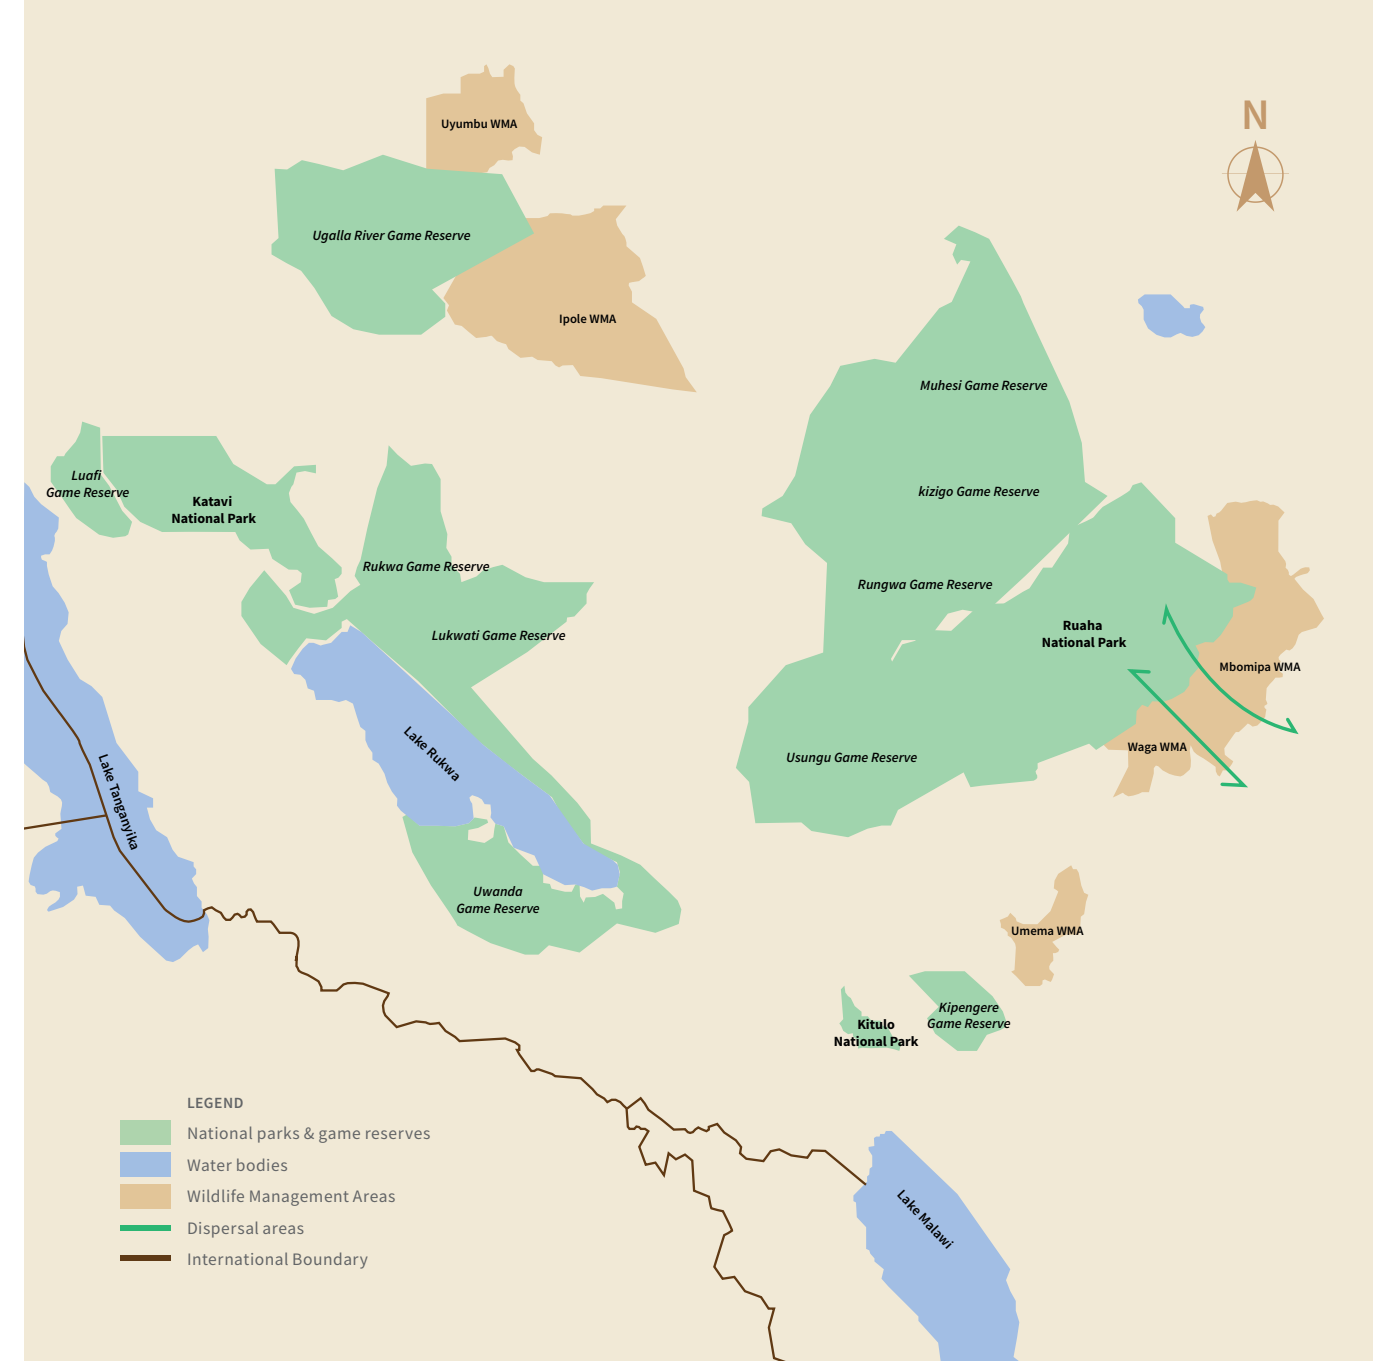 Uyumbu WMA
N
Ugalla River Game Reserve
Ipole WMA
Muhesi Game Reserve
Luafi
Game Reserve
Katavi
National Park
kizigo Game Reserve
Rukwa Game Reserve
Rungwa Game Reserve
Lukwati Game Reserve
Ruaha
National Park
Mbomipa WMA
Lake Rukwa
Waga WMA
Usungu Game Reserve
Lake Tanganyika
Uwanda
Game Reserve
Umema WMA
Kipengere
Game Reserve
Kitulo
National Park
LEGEND
National parks & game reserves
Water bodies
Wildlife Management Areas
Dispersal areas
International Boundary
Lake Malawi